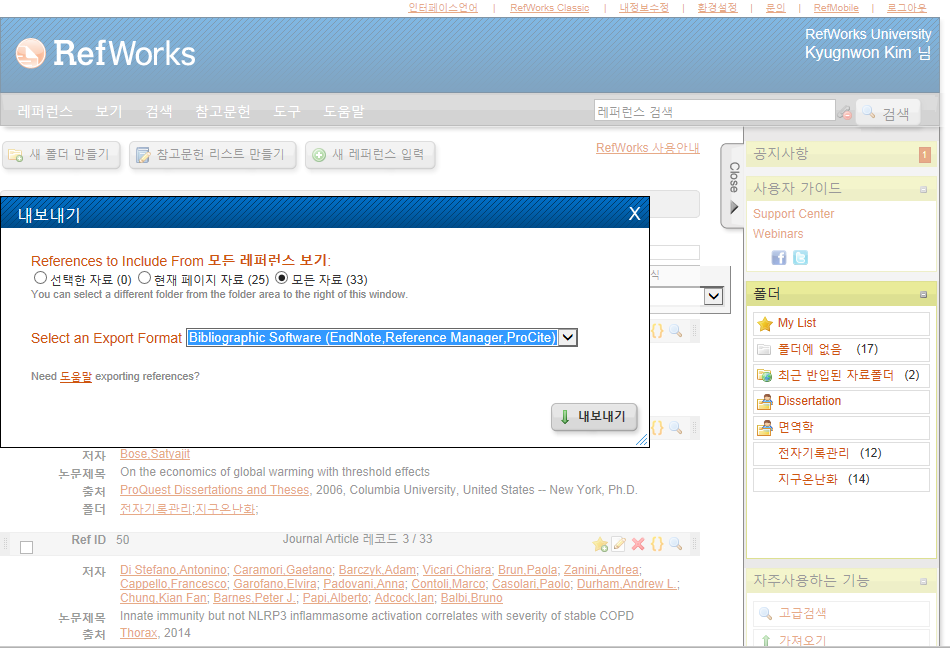 인터페이스언어 | RefWorks Classic | 내정보수정 | 환경설정 | 문의 | RefMobile | 로그아웃
RefWorks
RefWorks University
Kyugnwon Kim 님
레퍼런스 보기 검색 참고문헌 도구 도움말
레퍼런스 검색
검색
새 폴더 만들기
참고문헌 리스트 만들기
새 레퍼런스 입력
RefWorks 사용안내
Close
내보내기
X
References to Include From 모든 레퍼런스 보기:
선택한 자료 (0) 현재 페이지 자료 (25) 모든 자료 (33)
You can select a different folder from the folder area to the right of this window.
Select an Export Format Bibliographic Software (EndNote,Reference Manager,ProCite)
Need 도움말 exporting references?
내보내기
식
저자 Bose,Satyajit
논문제목 On the economics of global warming with threshold effects
출처 ProQuest Dissertations and Theses, 2006, Columbia University, United States -- New York, Ph.D.
폴더 전자기록관리;지구온난화;
Ref ID 50 Journal Article 레코드 3 / 33
저자 Di Stefano,Antonino; Caramori,Gaetano; Barczyk,Adam; Vicari,Chiara; Brun,Paola; Zanini,Andrea;
Cappello,Francesco; Garofano,Elvira; Padovani,Anna; Contoli,Marco; Casolari,Paolo; Durham,Andrew L.;
Chung,Kian Fan; Barnes,Peter J.; Papi,Alberto; Adcock,Ian; Balbi,Bruno
논문제목 Innate immunity but not NLRP3 inflammasome activation correlates with severity of stable COPD
출처 Thorax, 2014
공지사항 1
사용자 가이드
Support Center
Webinars
폴더
My List
폴더에 없음 (17)
최근 반입된 자료폴더 (2)
Dissertation
면역학
전자기록관리 (12)
지구온난화 (14)
자주사용하는 기능
고급검색
가져오기